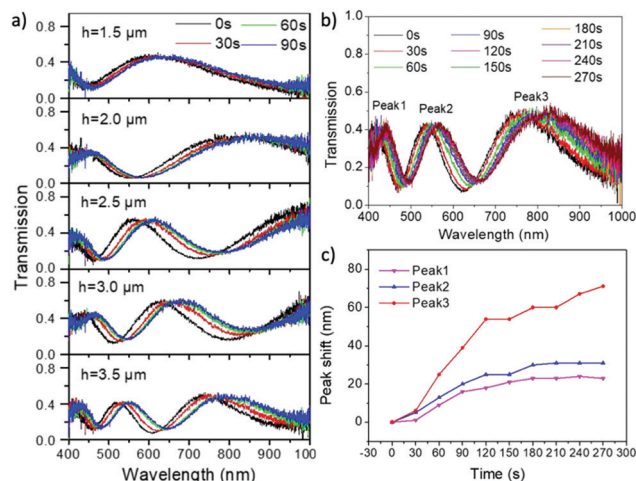 a)
0s 60s
30s 90s
h=1.5 µm
0.8
0.4
0.0
h=2.0 µm
0.8
0.4
0.0
h=2.5 µm
0.8
0.4
0.0
h=3.0 µm
0.8
0.4
0.0
h=3.5 µm
0.8
0.4
0.0
Transmission
400 500 600 700 800 900 1000
Wavelength (nm)
b)
0s 90s 180s
30s 120s 210s
60s 150s 240s
270s
Peak1 Peak2 Peak3
1.0
0.8
0.6
0.4
0.2
0.0
Transmission
400 500 600 700 800 900 1000
Wavelength (nm)
c)
Peak1
Peak2
Peak3
80
60
40
20
0
Peak shift (nm)
-30 0 30 60 90 120 150 180 210 240 270 300
Time (s)